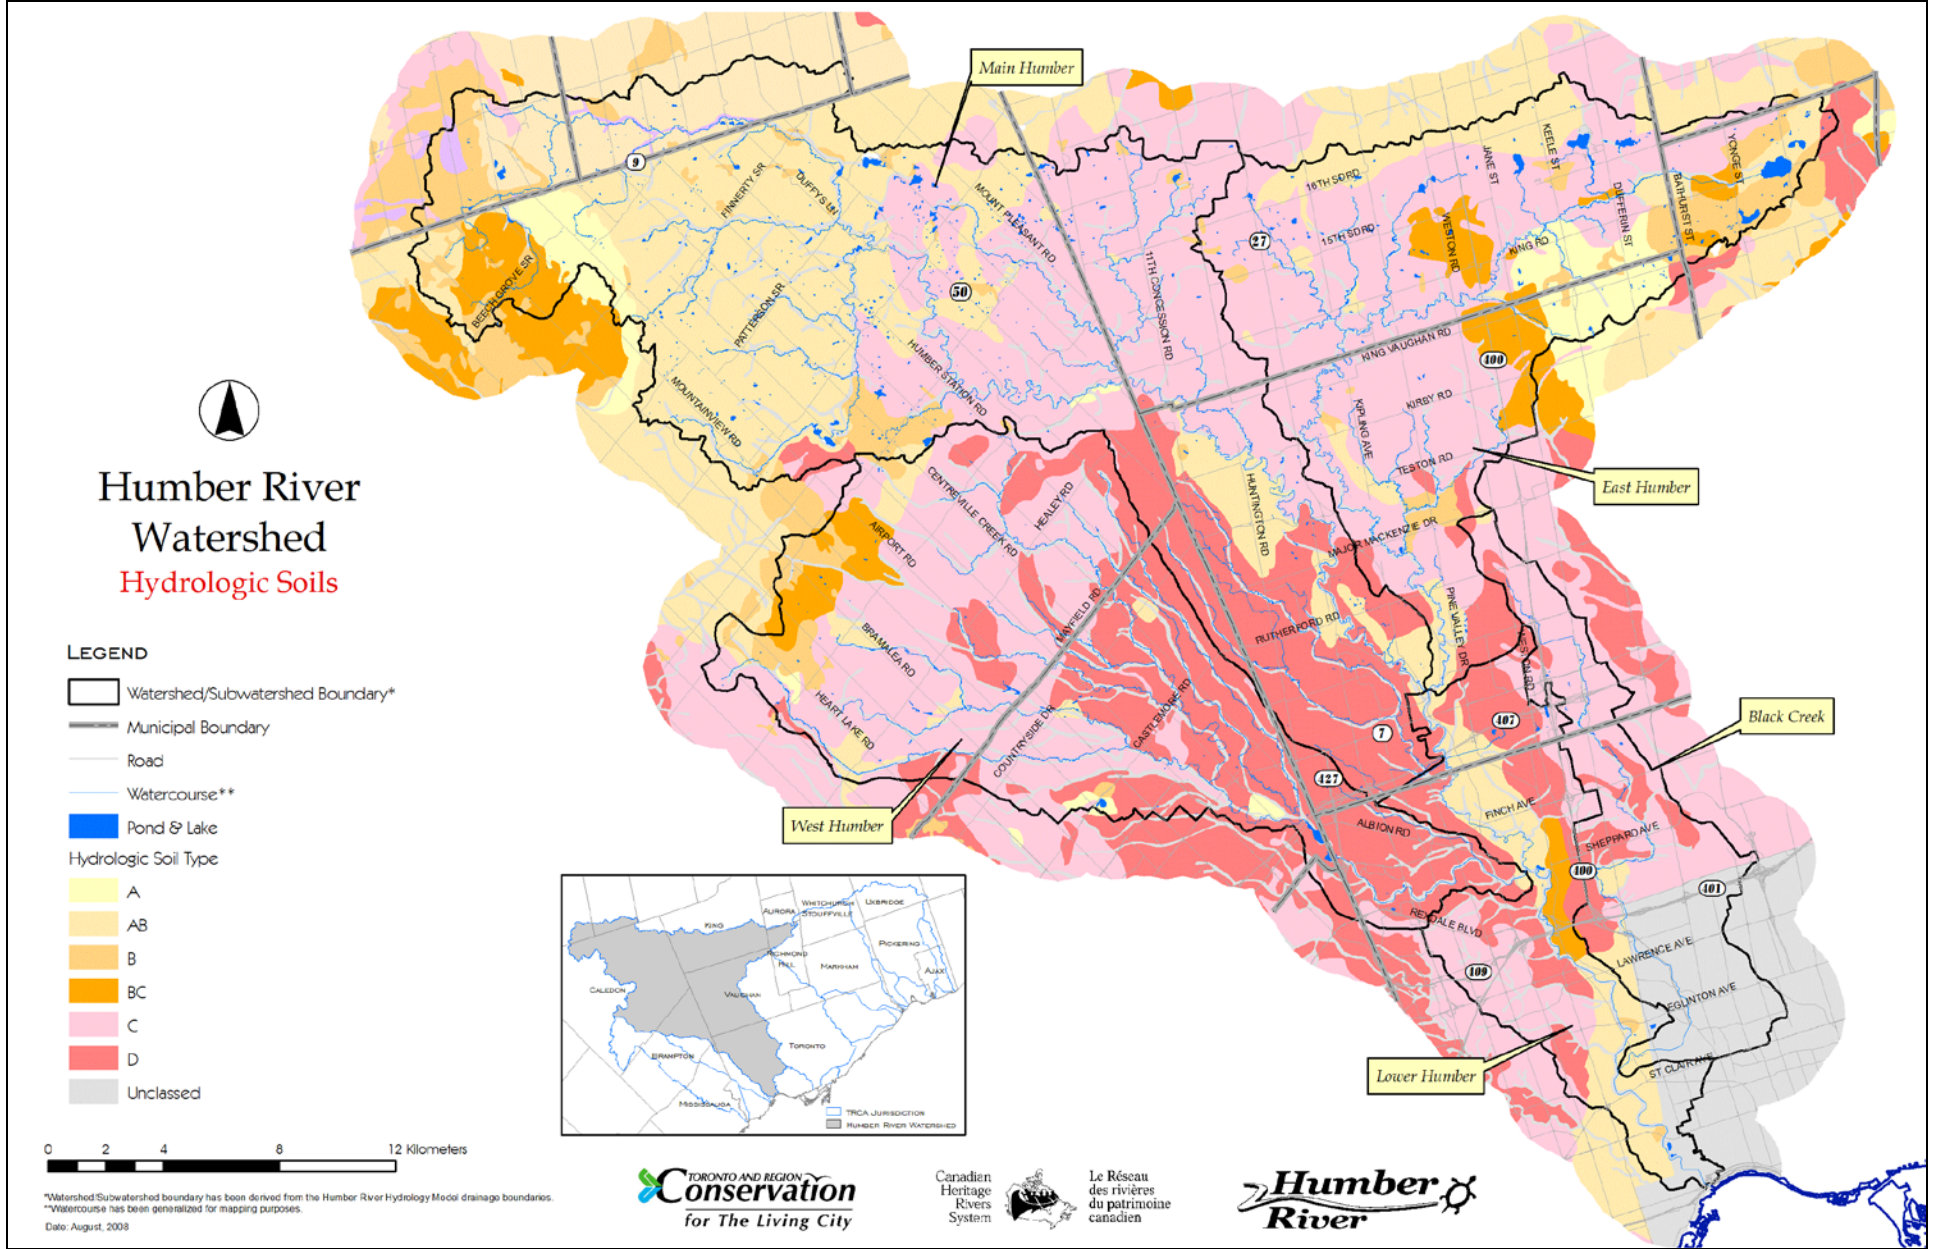 Main Humber
9
FINNERTY SR
DUFFYS LN
MOUNT PLEASANT RD
16TH SDRD
JANE ST
KEELE ST
DUFFERIN ST
BATHURST ST
YONGE ST
27
15TH SDRD
WESTON RD
KING RD
BEECH GROVE SR
PATTERSON SR
50
11TH CONCESSION RD
HUMBER STATION RD
KING VAUGHAN RD
400
MOUNTAINVIEW RD
KIPLING AVE
KIRBY RD
TESTON RD
East Humber
CENTREVILLE CREEK RD
HEALEY RD
HUNTINGTON RD
MAJOR MACKENZIE DR
AIRPORT RD
MAYFIELD RD
RUTHERFORD RD
PINE VALLEY DR
WESTON RD
BRAMALEA RD
HEART LAKE RD
COUNTRYSIDE DR
CASTLEMORE RD
7
407
Black Creek
427
West Humber
ALBION RD
FINCH AVE
SHEPPARD AVE
400
401
REXDALE BLVD
LAWRENCE AVE
409
EGLINTON AVE
ST CLAIR AVE
Lower Humber
Humber River
Watershed
Hydrologic Soils
LEGEND
Watershed/Subwatershed Boundary*
Municipal Boundary
Road
Watercourse**
Pond & Lake
Hydrologic Soil Type
A
AB
B
BC
C
D
Unclassed
0 2 4 8 12 Kilometers
*Watershed/Subwatershed boundary has been derived from the Humber River Hydrology Model drainage boundaries.
**Watercourse has been generalized for mapping purposes.
Date: August, 2008
KING
AURORA
WHITCHURCH
STOUFFVILLE
UXBRIDGE
RICHMOND
HILL
MARKHAM
PICKERING
AJAX
CALEDON
VAUGHAN
BRAMPTON
TORONTO
MISSISSAUGA
TRCA JURISDICTION
HUMBER RIVER WATERSHED
TORONTO AND REGION
Conservation
for The Living City
Canadian
Heritage
Rivers
System
Le Réseau
des rivières
du patrimoine
canadien
Humber
River